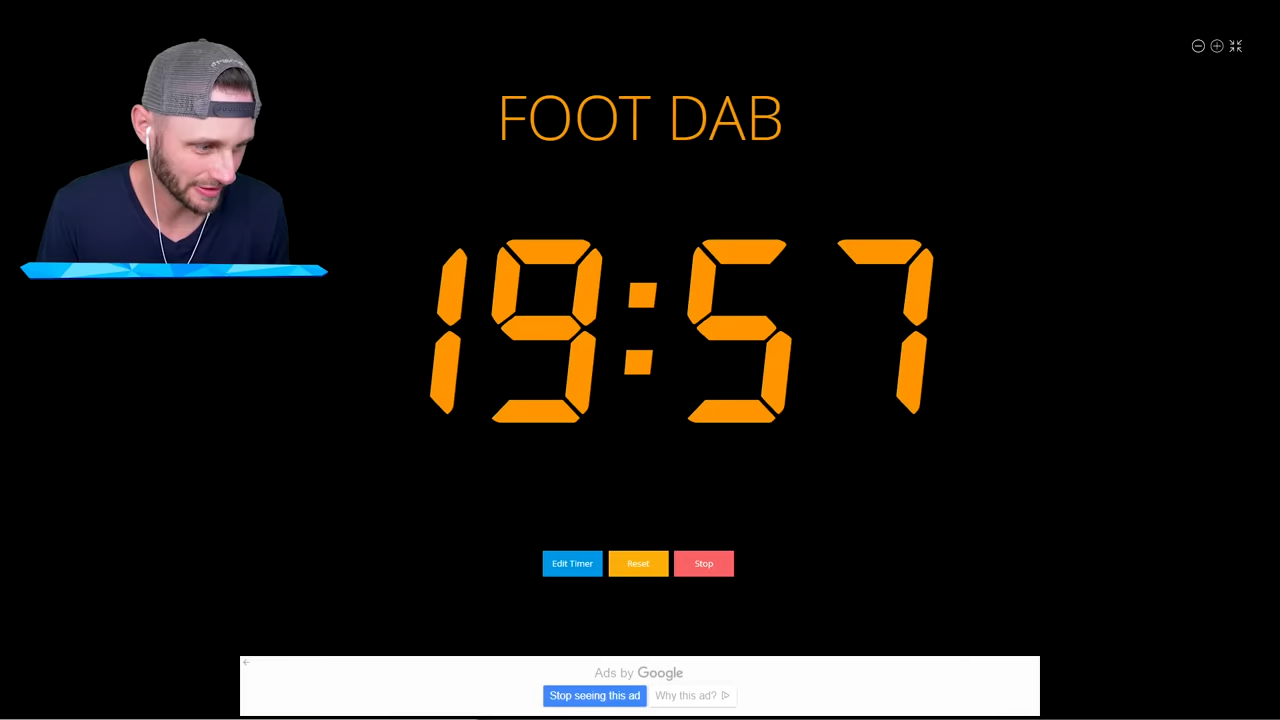 FOOT DAB
19:57
Edit Timer Reset Stop
Ads by Google
Stop seeing this ad Why this ad?